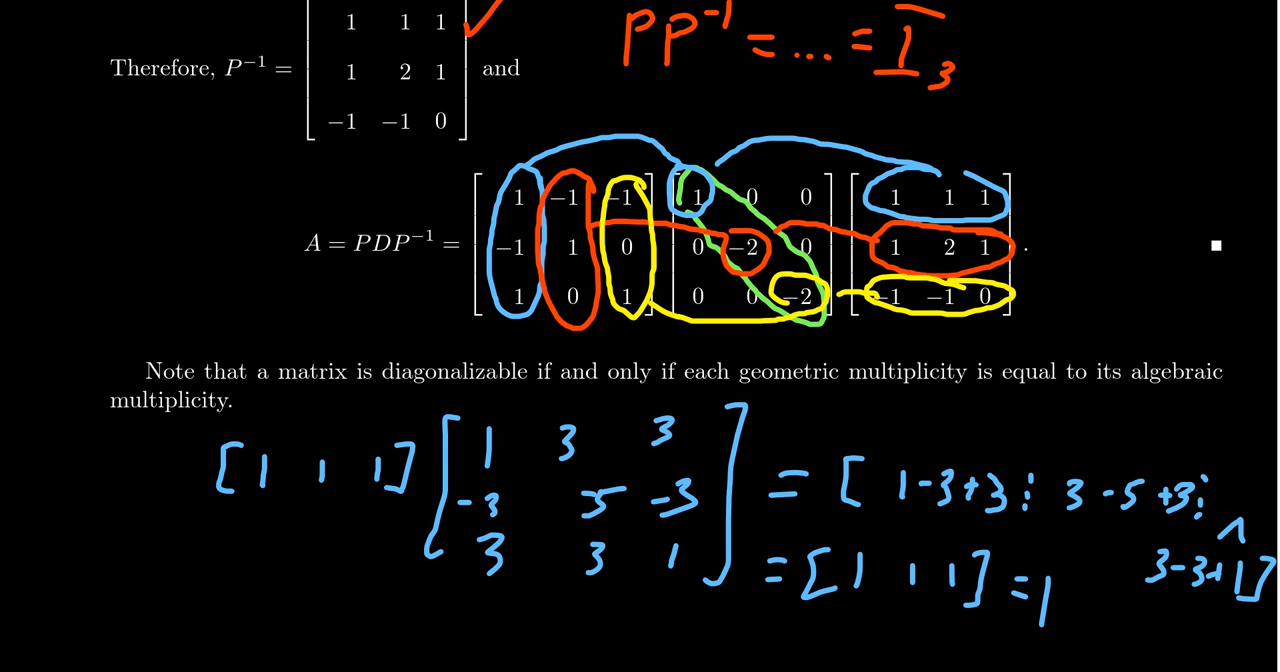 P P^{-1} = ... = I_3
1 1 1
Therefore, P^{-1} = 1 2 1 and
−1 −1 0
A = PDP^{-1} = [1 −1 −1; −1 1 0; 1 0 1] [1 0 0; 0 −2 0; 0 0 −2] [1 1 1; 1 2 1; −1 −1 0] .
Note that a matrix is diagonalizable if and only if each geometric multiplicity is equal to its algebraic
multiplicity.
[1 1 1] [1 3 3; -3 -5 -3; 3 3 1] = [1-3+3 ⋮ 3-5+3 ⋮ 3-3+1]
= [1 1 1] = 1